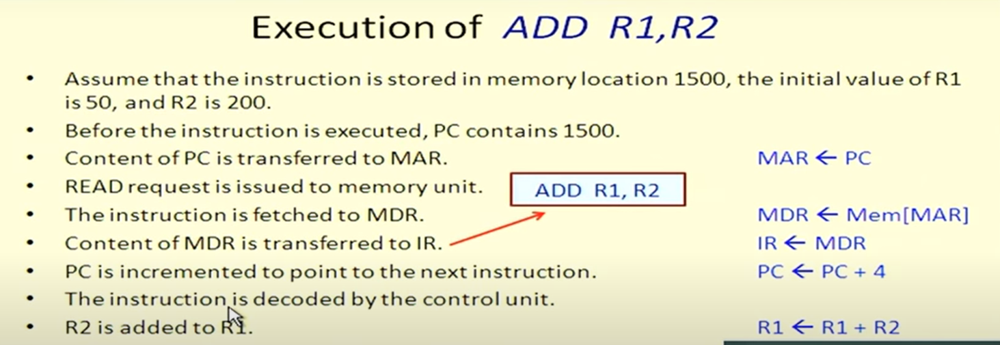 Execution of ADD R1,R2
• Assume that the instruction is stored in memory location 1500, the initial value of R1
is 50, and R2 is 200.
• Before the instruction is executed, PC contains 1500.
• Content of PC is transferred to MAR. MAR ← PC
• READ request is issued to memory unit. ADD R1, R2
• The instruction is fetched to MDR. MDR ← Mem[MAR]
• Content of MDR is transferred to IR. IR ← MDR
• PC is incremented to point to the next instruction. PC ← PC + 4
• The instruction is decoded by the control unit.
• R2 is added to R1. R1 ← R1 + R2